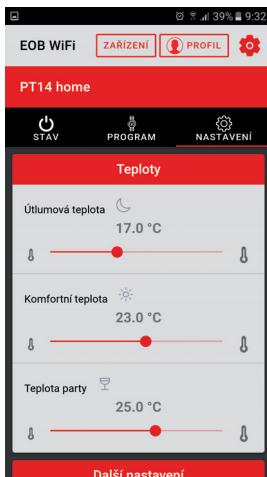 39% 9:32
EOB WiFi ZAŘÍZENÍ PROFIL
PT14 home
STAV PROGRAM NASTAVENÍ
Teploty
Útlumová teplota
17.0 °C
Komfortní teplota
23.0 °C
Teplota party
25.0 °C
Další nastavení